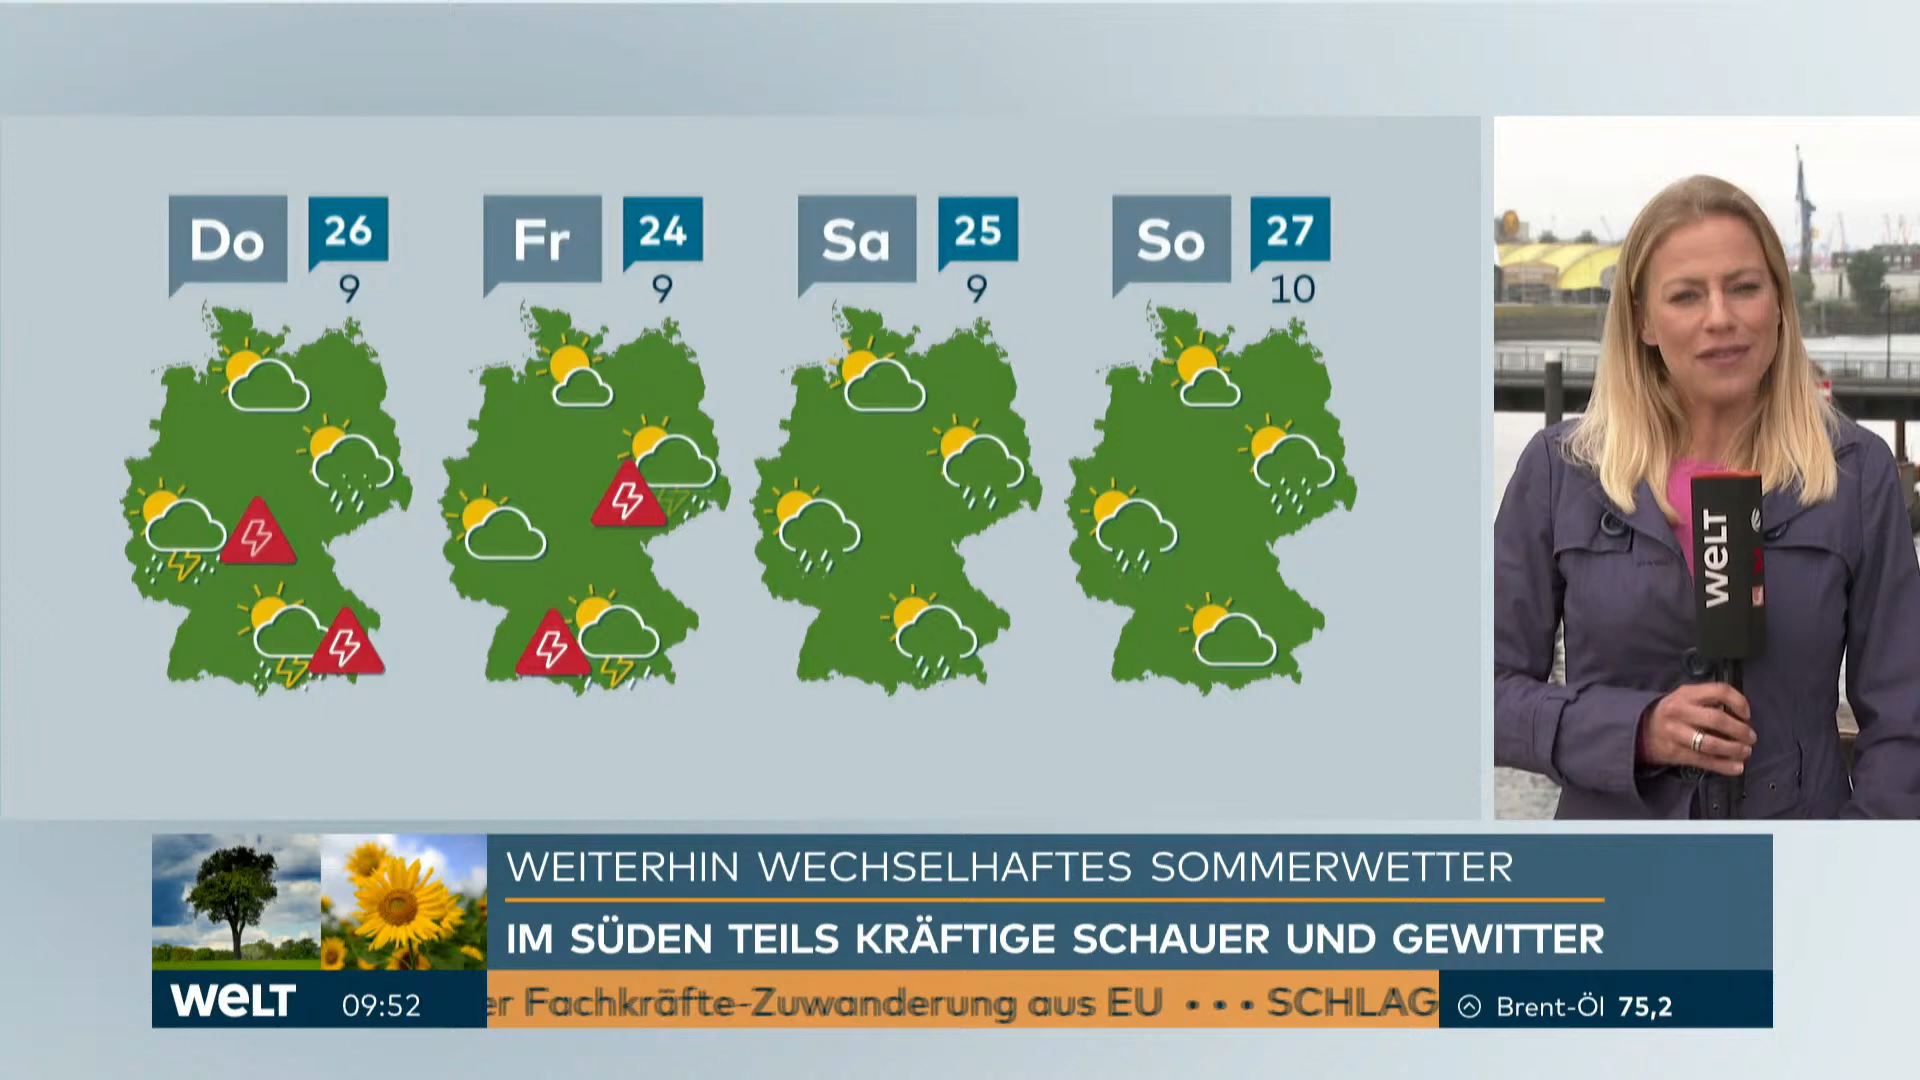 Do 26 Fr 24 Sa 25 So 27
9 9 9 10
WELT
WEITERHIN WECHSELHAFTES SOMMERWETTER
IM SÜDEN TEILS KRÄFTIGE SCHAUER UND GEWITTER
WELT 09:52 er Fachkräfte-Zuwanderung aus EU • • • SCHLAG Brent-Öl 75,2